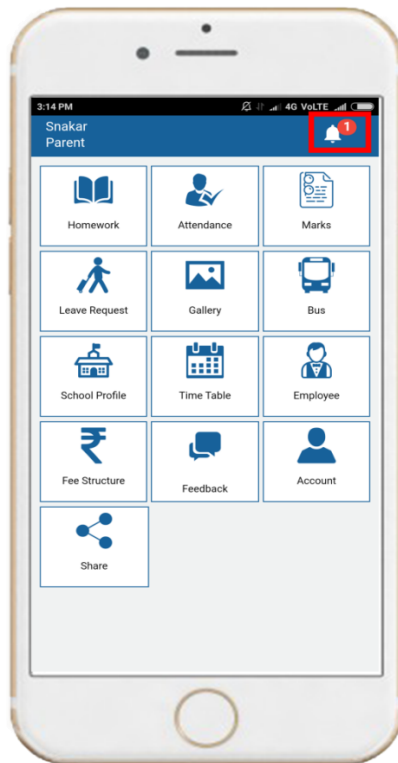 3:14 PM 4G VoLTE
Snakar
Parent
1
Homework Attendance Marks
Leave Request Gallery Bus
School Profile Time Table Employee
Fee Structure Feedback Account
Share